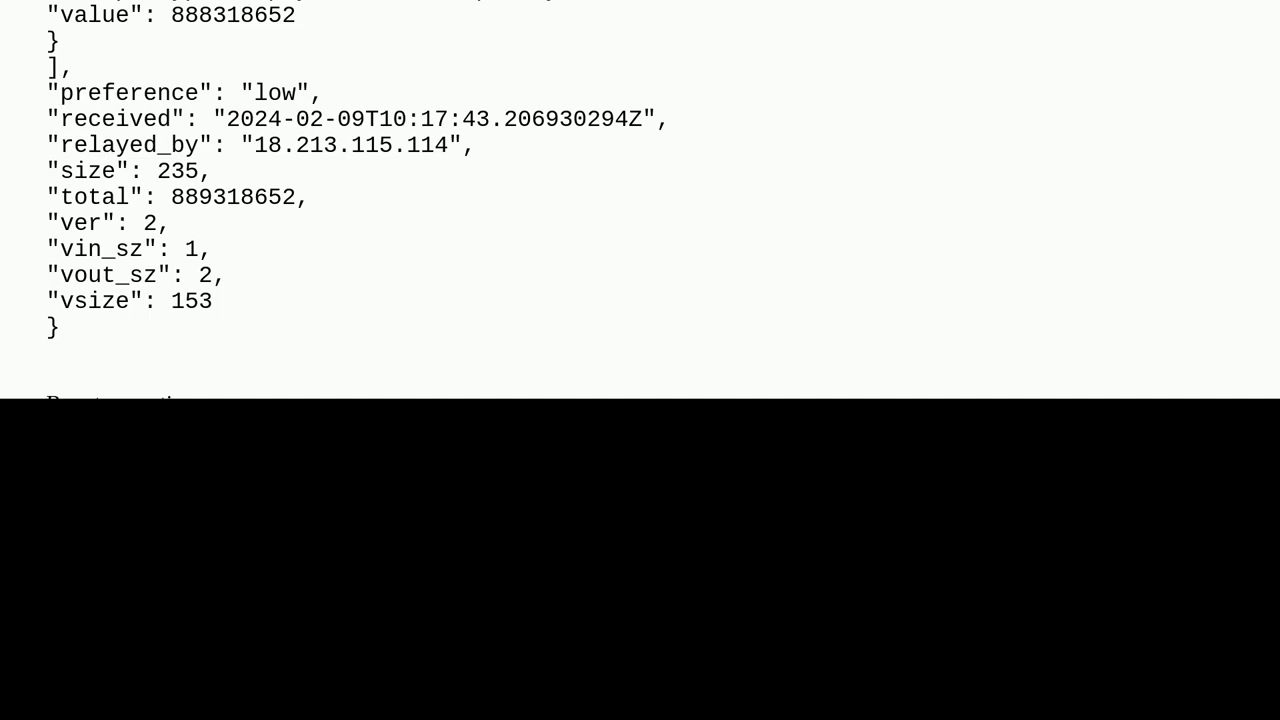 "value": 888318652
}
],
"preference": "low",
"received": "2024-02-09T10:17:43.206930294Z",
"relayed_by": "18.213.115.114",
"size": 235,
"total": 889318652,
"ver": 2,
"vin_sz": 1,
"vout_sz": 2,
"vsize": 153
}